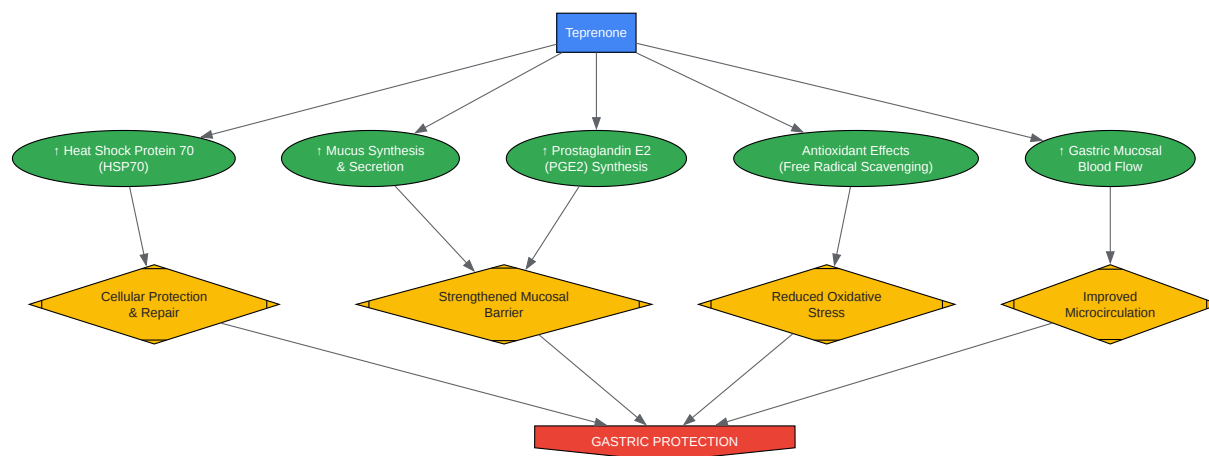 Teprenone
↑ Heat Shock Protein 70
(HSP70)
↑ Mucus Synthesis
& Secretion
↑ Prostaglandin E2
(PGE2) Synthesis
Antioxidant Effects
(Free Radical Scavenging)
↑ Gastric Mucosal
Blood Flow
Cellular Protection
& Repair
Strengthened Mucosal
Barrier
Reduced Oxidative
Stress
Improved
Microcirculation
GASTRIC PROTECTION